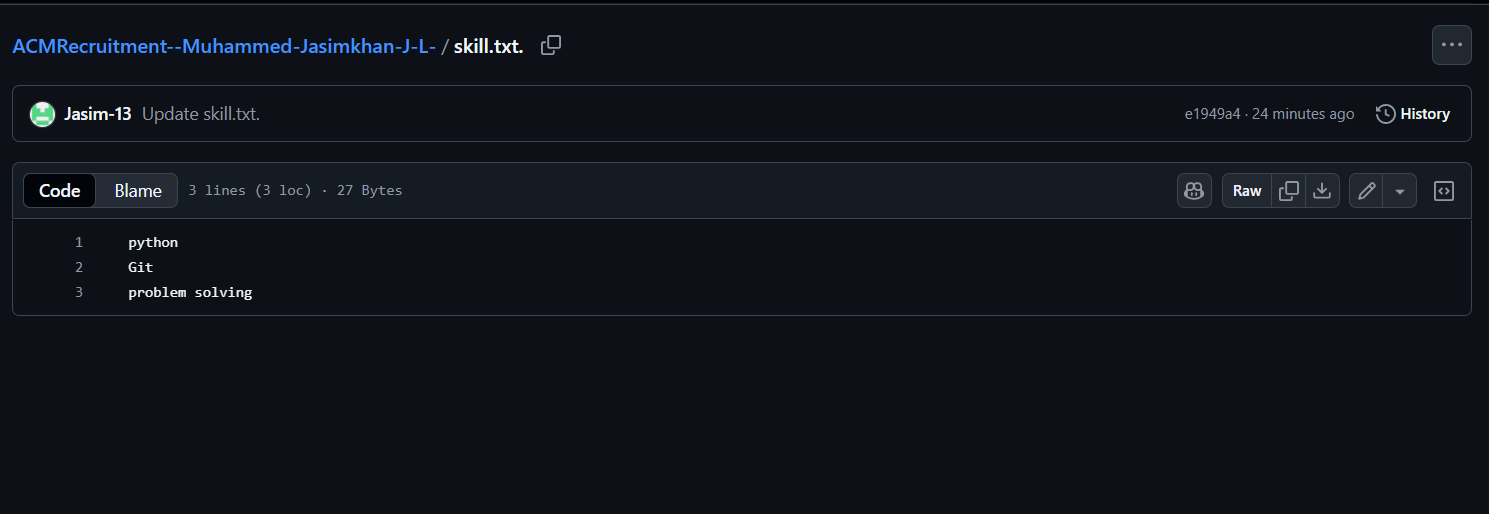 ACMRecruitment--Muhammed-Jasimkhan-J-L- / skill.txt.
Jasim-13 Update skill.txt. e1949a4 · 24 minutes ago History
Code Blame 3 lines (3 loc) · 27 Bytes Raw
1 python
2 Git
3 problem solving